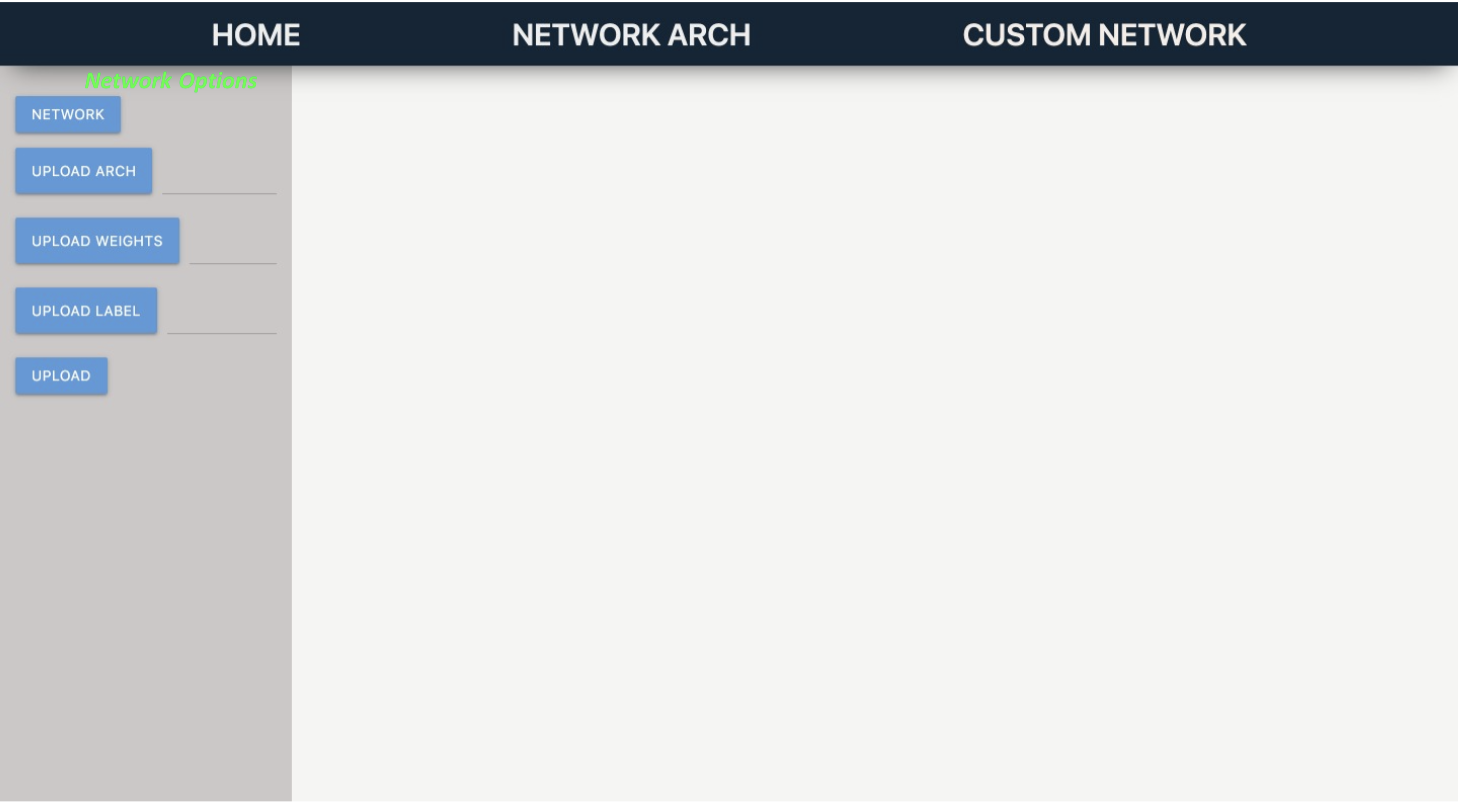 HOME NETWORK ARCH CUSTOM NETWORK
Network Options
NETWORK
UPLOAD ARCH
UPLOAD WEIGHTS
UPLOAD LABEL
UPLOAD